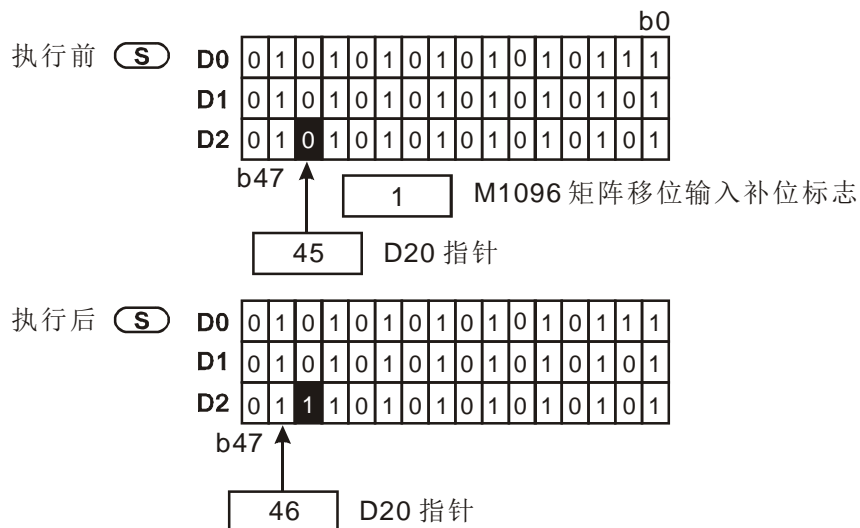 b0
执行前 S D0 0 1 0 1 0 1 0 1 0 1 0 1 0 1 1 1
D1 0 1 0 1 0 1 0 1 0 1 0 1 0 1 0 1
D2 0 1 0 1 0 1 0 1 0 1 0 1 0 1 0 1
b47
1 M1096 矩阵移位输入补位标志
45 D20 指针
执行后 S D0 0 1 0 1 0 1 0 1 0 1 0 1 0 1 1 1
D1 0 1 0 1 0 1 0 1 0 1 0 1 0 1 0 1
D2 0 1 1 1 0 1 0 1 0 1 0 1 0 1 0 1
b47
46 D20 指针